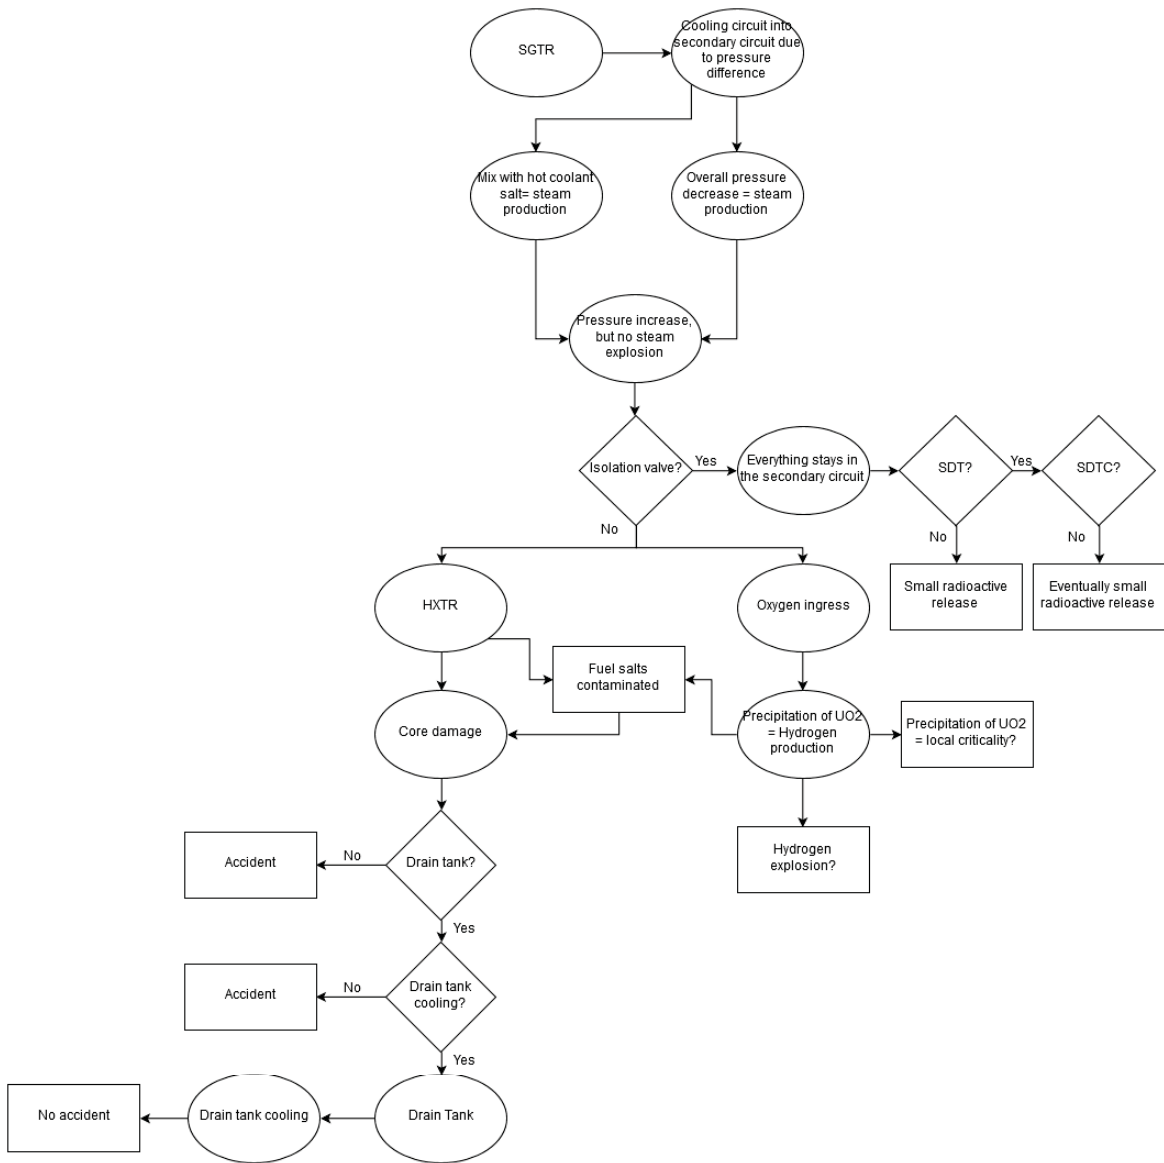 SGTR
Cooling circuit into
secondary circuit due
to pressure
difference
Mix with hot coolant
salt= steam
production
Overall pressure
decrease = steam
production
Pressure increase,
but no steam
explosion
Isolation valve?
Yes
Everything stays in
the secondary circuit
SDT?
Yes
SDTC?
No
No
No
Small radioactive
release
Eventually small
radioactive release
HXTR
Oxygen ingress
Fuel salts
contaminated
Core damage
Precipitation of UO2
= Hydrogen
production
Precipitation of UO2
= local criticality?
Hydrogen
explosion?
Accident
No
Drain tank?
Yes
Accident
No
Drain tank
cooling?
Yes
No accident
Drain tank cooling
Drain Tank